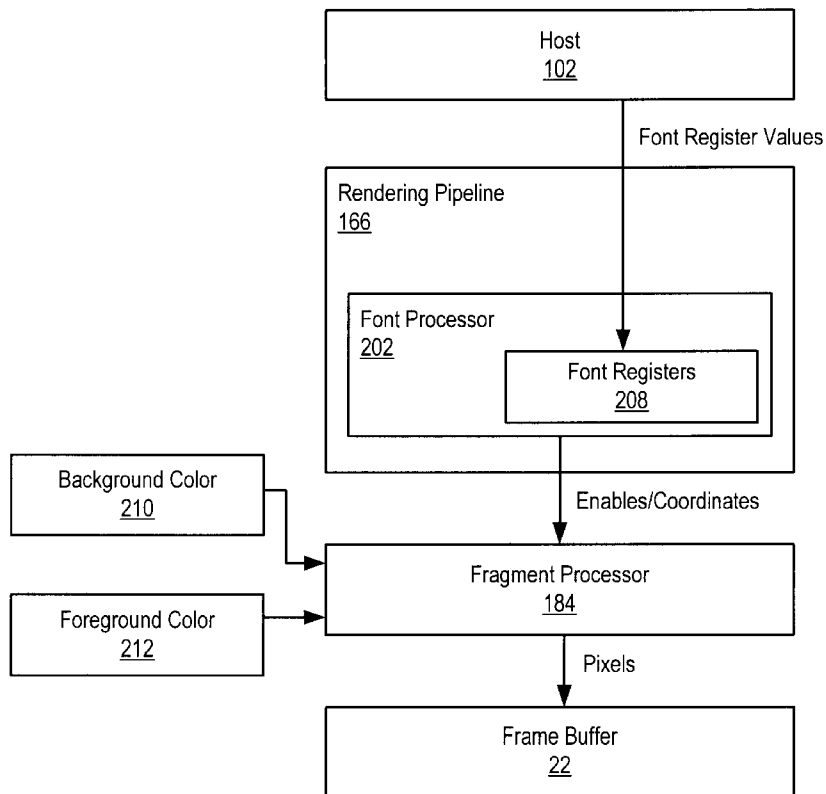 Host
102
Font Register Values
Rendering Pipeline
166
Font Processor
202
Font Registers
208
Background Color
210
Enables/Coordinates
Fragment Processor
184
Foreground Color
212
Pixels
Frame Buffer
22